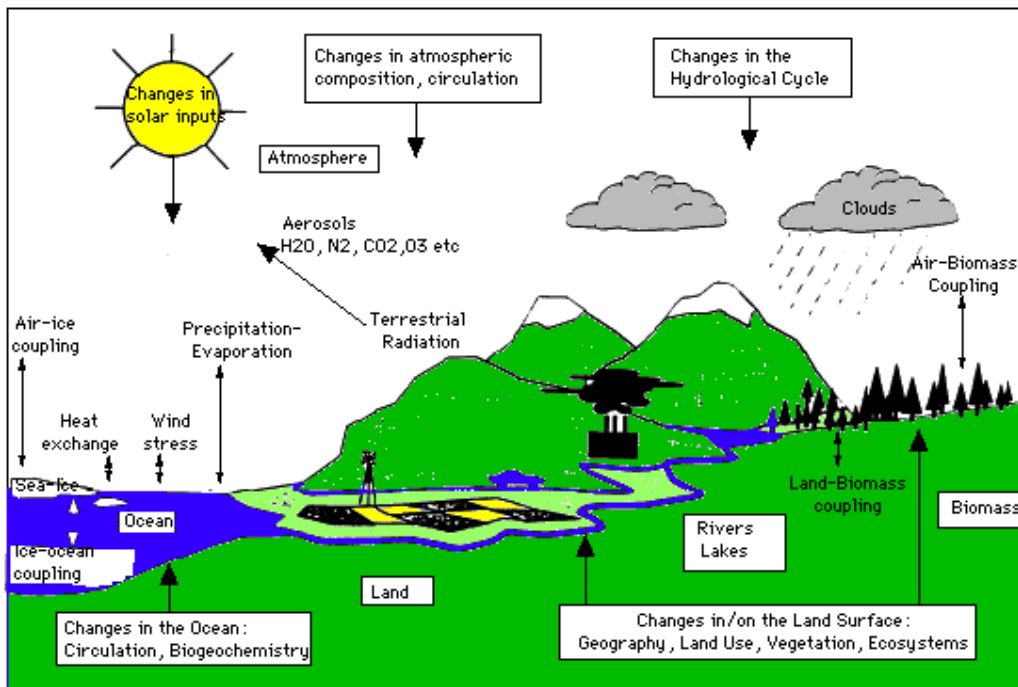 Changes in
solar inputs
Changes in atmospheric
composition, circulation
Changes in the
Hydrological Cycle
Atmosphere
Aerosols
H2O, N2, CO2,O3 etc
Clouds
Air-Biomass
Coupling
Air-ice
coupling
Precipitation-
Evaporation
Terrestrial
Radiation
Heat
exchange
Wind
stress
Sea-Ice
Ocean
Ice-ocean
coupling
Land-Biomass
coupling
Biomass
Rivers
Lakes
Land
Changes in the Ocean:
Circulation, Biogeochemistry
Changes in/on the Land Surface:
Geography, Land Use, Vegetation, Ecosystems